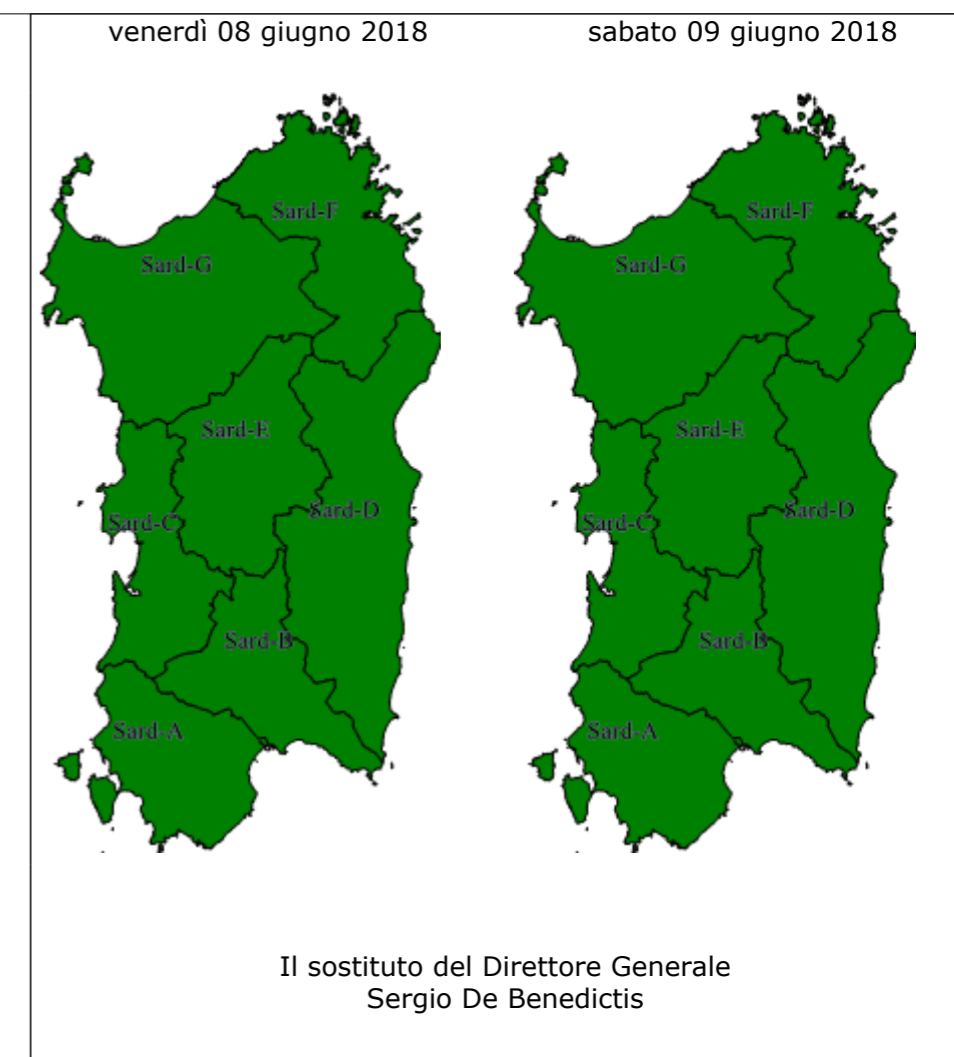 venerdì 08 giugno 2018
sabato 09 giugno 2018
Sard-F
Sard-G
Sard-E
Sard-D
Sard-C
Sard-B
Sard-A
Sard-F
Sard-G
Sard-E
Sard-D
Sard-C
Sard-B
Sard-A
Il sostituto del Direttore Generale
Sergio De Benedictis